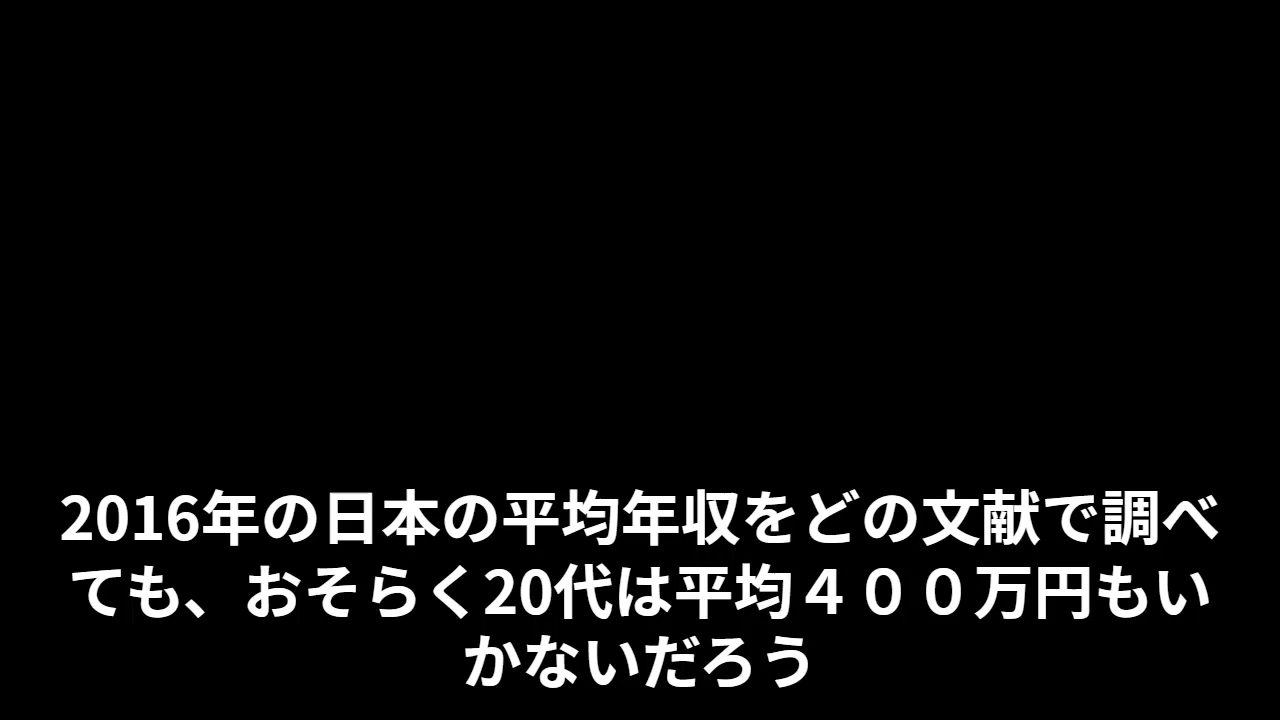 2016年の日本の平均年収をどの文献で調べ
ても、おそらく20代は平均４００万円もい
かないだろう